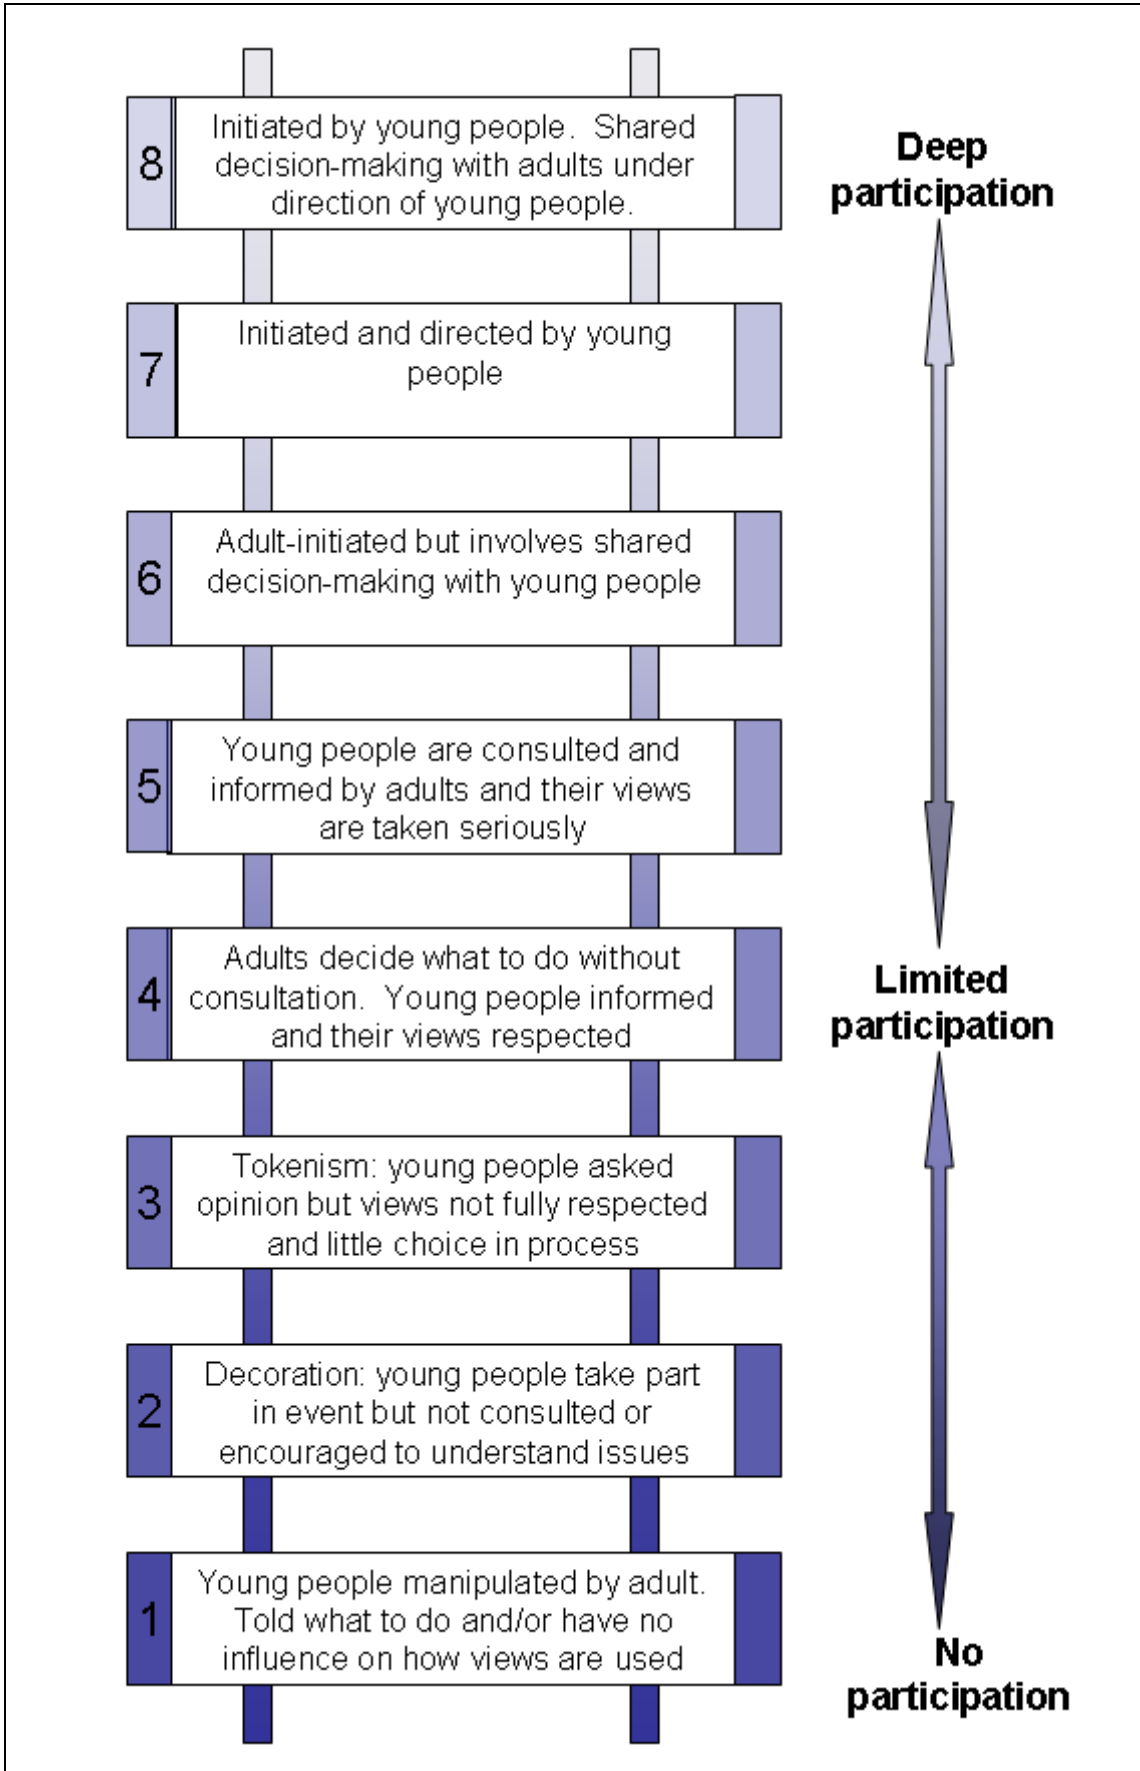 8
Initiated by young people.  Shared
decision-making with adults under
direction of young people.
Deep
participation
7
Initiated and directed by young
people
6
Adult-initiated but involves shared
decision-making with young people
5
Young people are consulted and
informed by adults and their views
are taken seriously
4
Adults decide what to do without
consultation.  Young people informed
and their views respected
Limited
participation
3
Tokenism: young people asked
opinion but views not fully respected
and little choice in process
2
Decoration: young people take part
in event but not consulted or
encouraged to understand issues
1
Young people manipulated by adult.
Told what to do and/or have no
influence on how views are used
No
participation